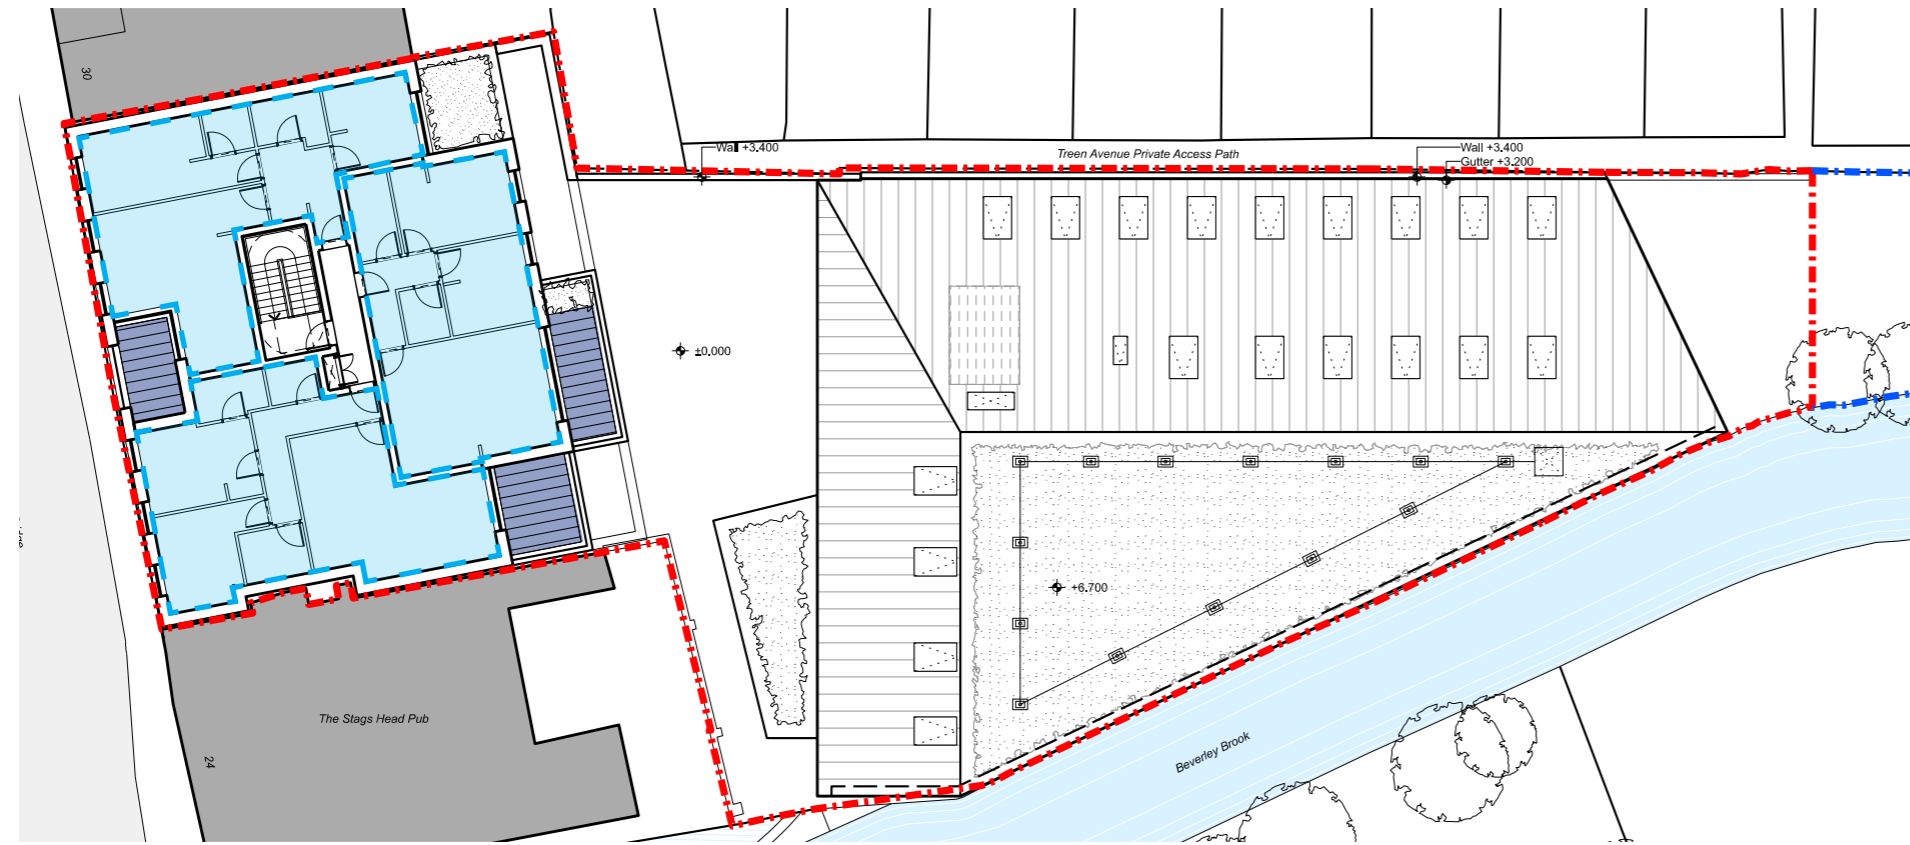 30
Wall +3.400
Treen Avenue Private Access Path
Wall +3.400
Gutter +3.200
±0.000
+6.700
The Stags Head Pub
24
Beverley Brook